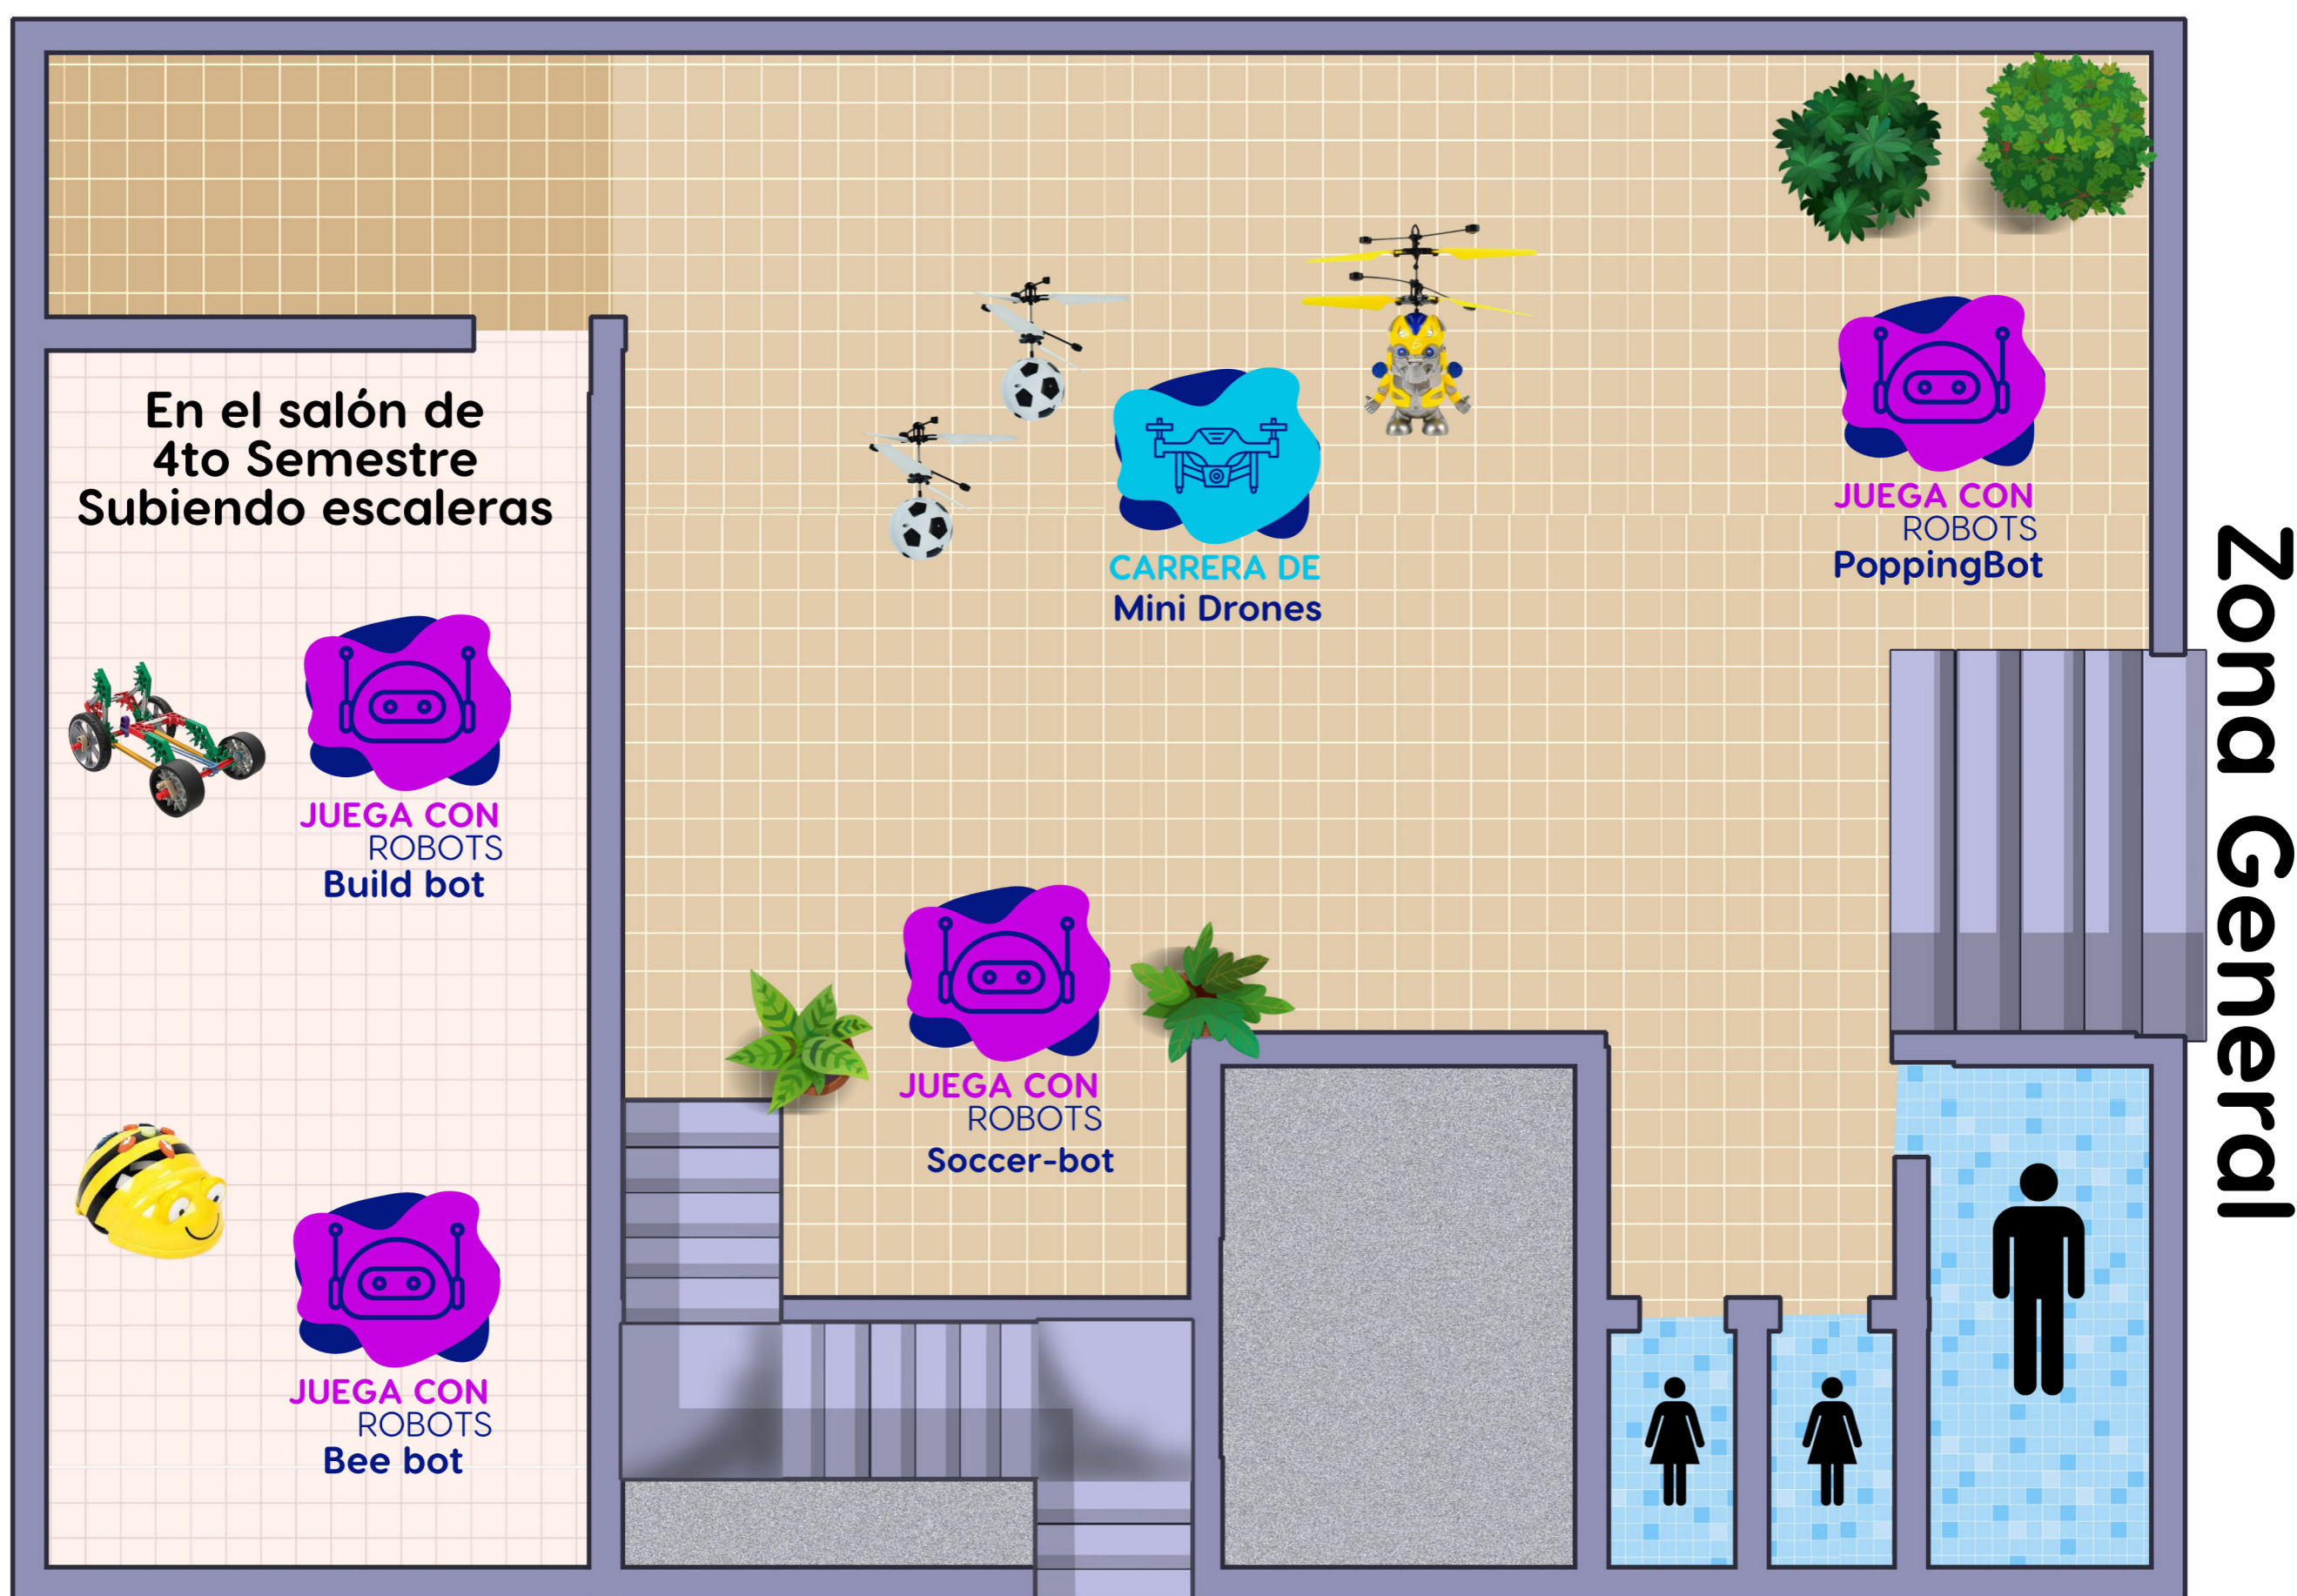 En el salón de
4to Semestre
Subiendo escaleras
JUEGA CON
ROBOTS
Build bot
JUEGA CON
ROBOTS
Bee bot
CARRERA DE
Mini Drones
JUEGA CON
ROBOTS
Soccer-bot
JUEGA CON
ROBOTS
PoppingBot
Zona General